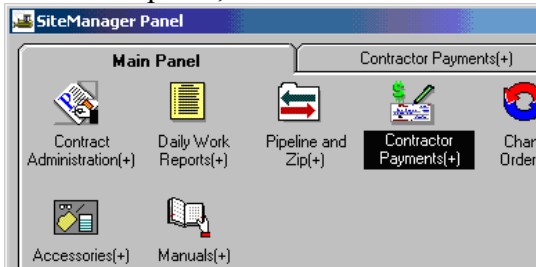 SiteManager Panel
Main Panel
Contractor Payments(+)
Contract
Administration(+)
Daily Work
Reports(+)
Pipeline and
Zip(+)
Contractor
Payments(+)
Accessories(+)
Manuals(+)